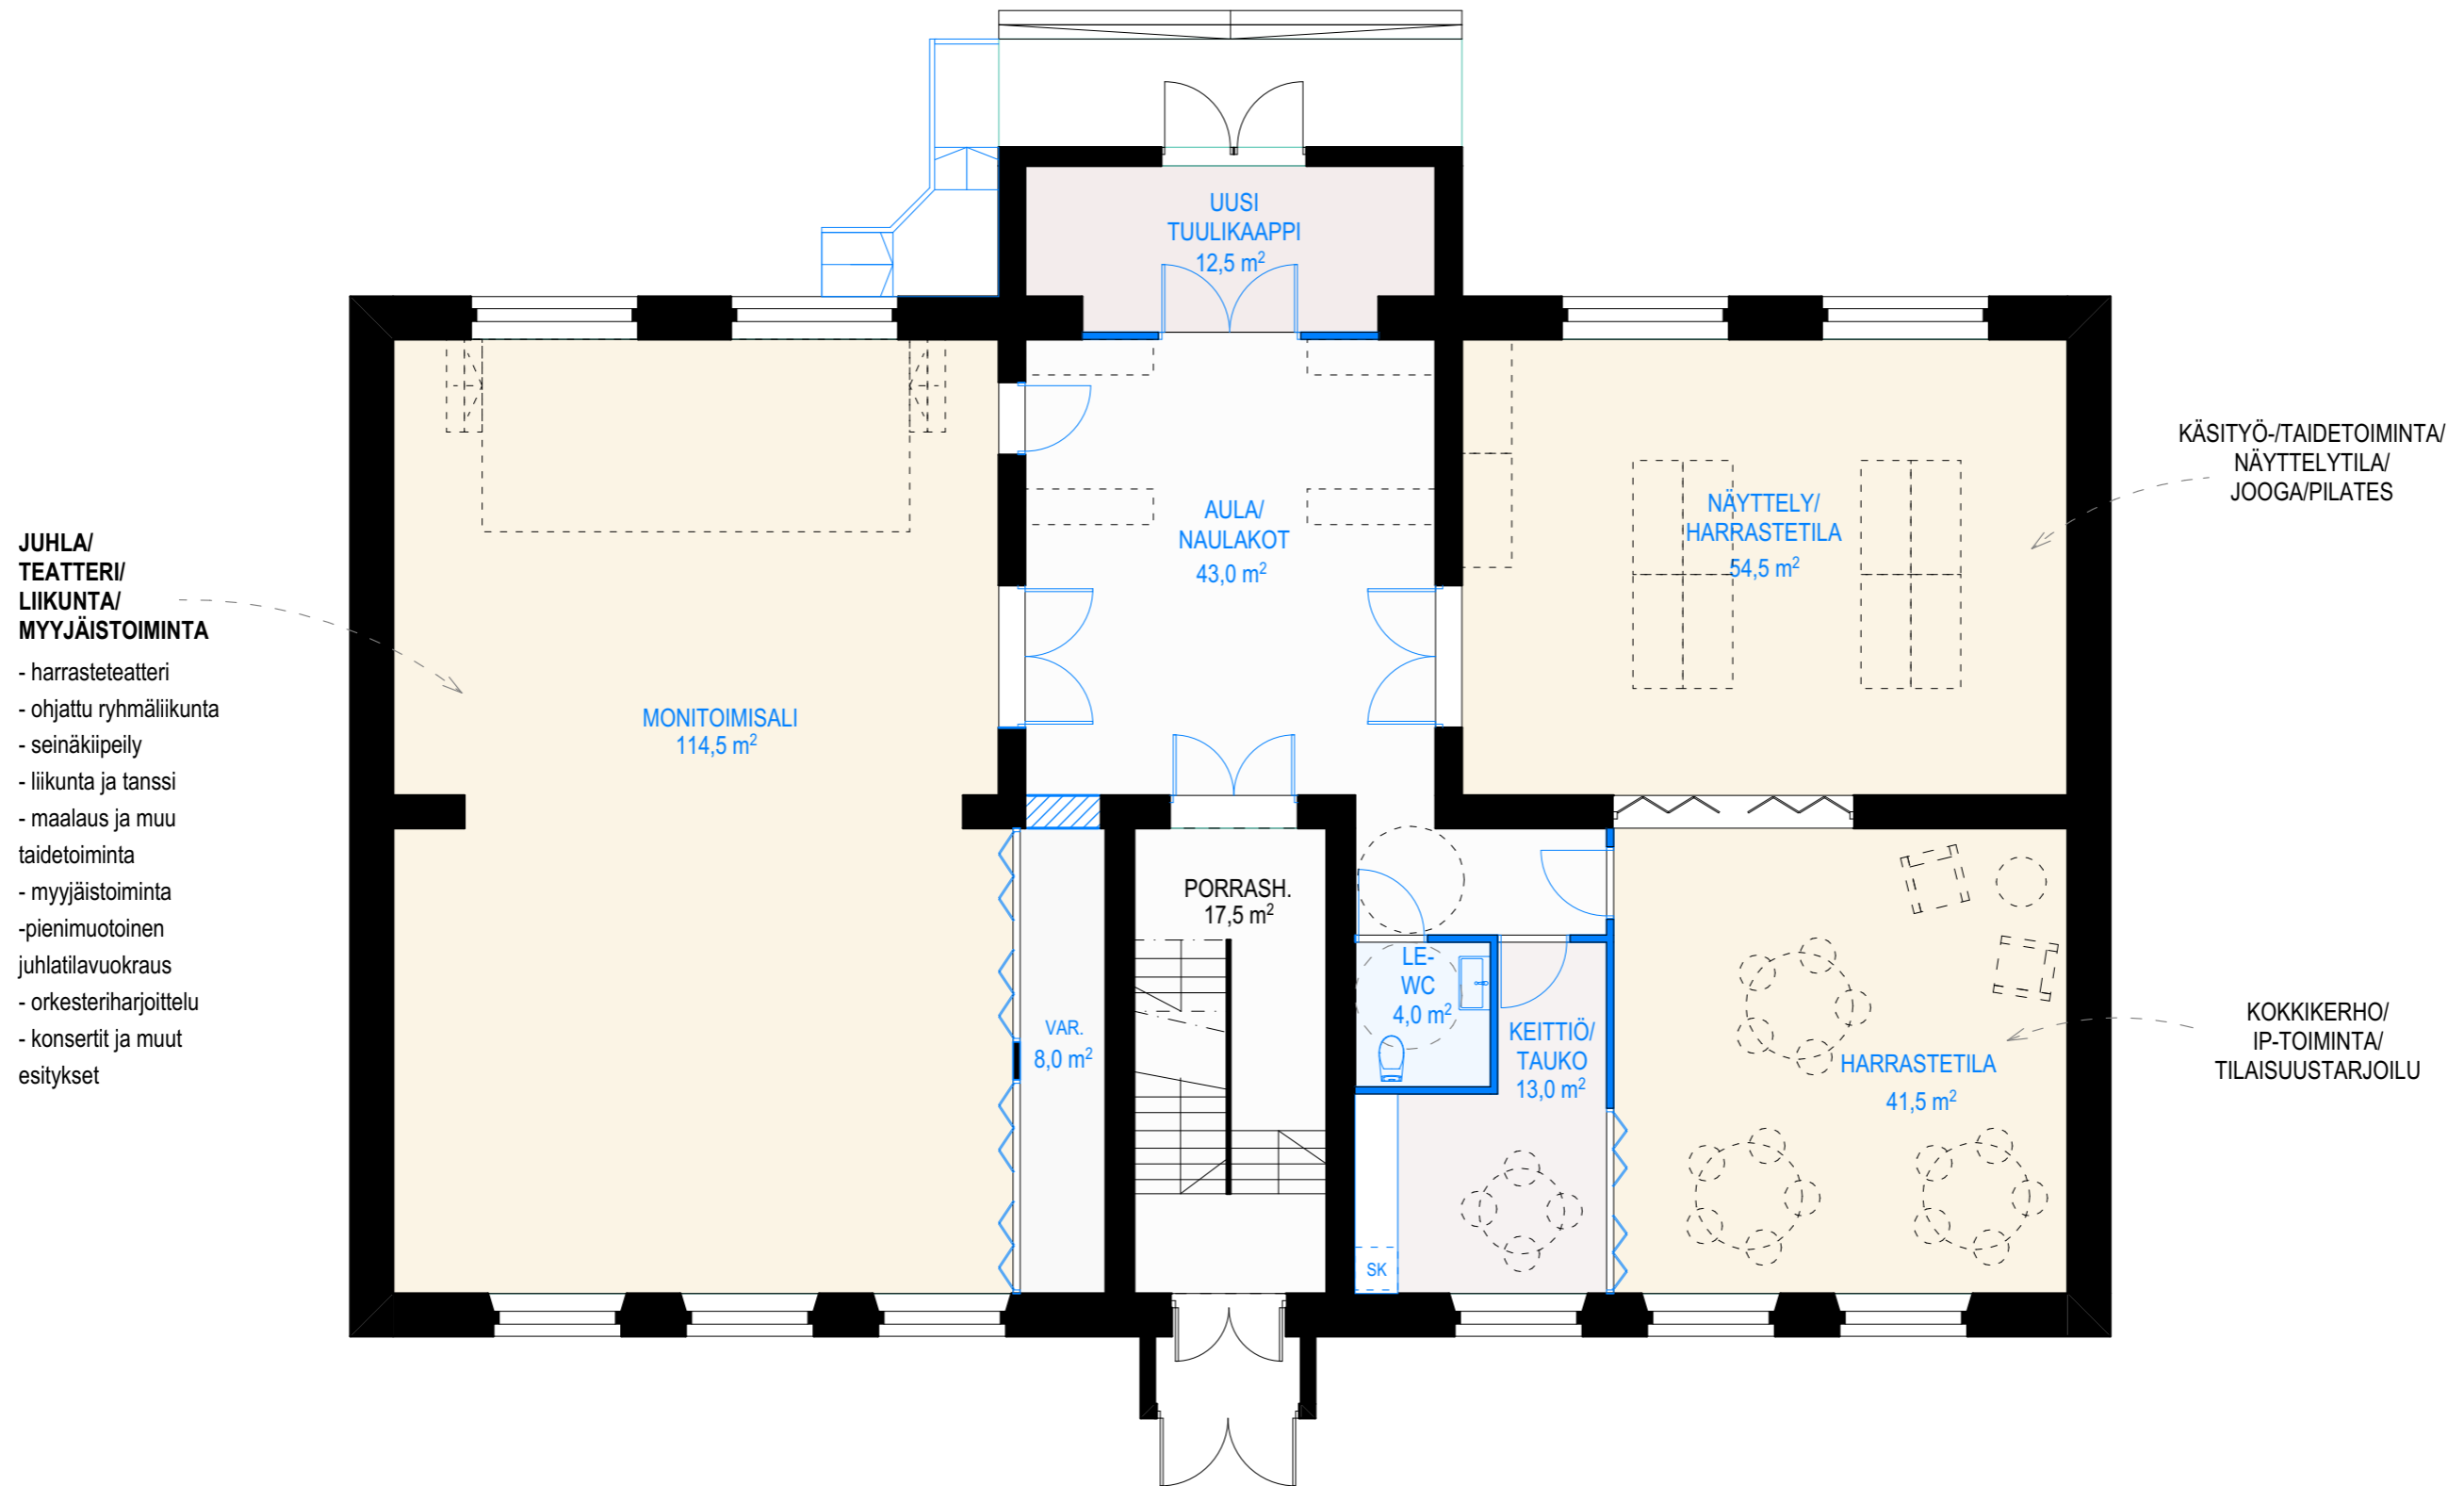 UUSI
TUULIKAAPPI
12,5 m²
KÄSITYÖ-/TAIDETOIMINTA/
NÄYTTELYTILA/
JOOGA/PILATES
NÄYTTELY/
HARRASTETILA
54,5 m²
AULA/
NAULAKOT
43,0 m²
JUHLA/
TEATTERI/
LIIKUNTA/
MYYJÄISTOIMINTA
- harrasteteatteri
- ohjattu ryhmäliikunta
- seinäkiipeily
- liikunta ja tanssi
- maalaus ja muu
taidetoiminta
- myyjäistoiminta
-pienimuotoinen
juhlatilavuokraus
- orkesteriharjoittelu
- konsertit ja muut
esitykset
MONITOIMISALI
114,5 m²
PORRASH.
17,5 m²
VAR.
8,0 m²
LE-
WC
4,0 m²
KEITTIÖ/
TAUKO
13,0 m²
SK
HARRASTETILA
41,5 m²
KOKKIKERHO/
IP-TOIMINTA/
TILAISUUSTARJOILU